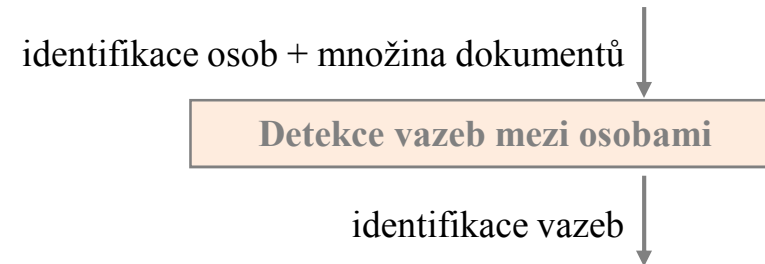 identifikace osob + množina dokumentů
Detekce vazeb mezi osobami
identifikace vazeb